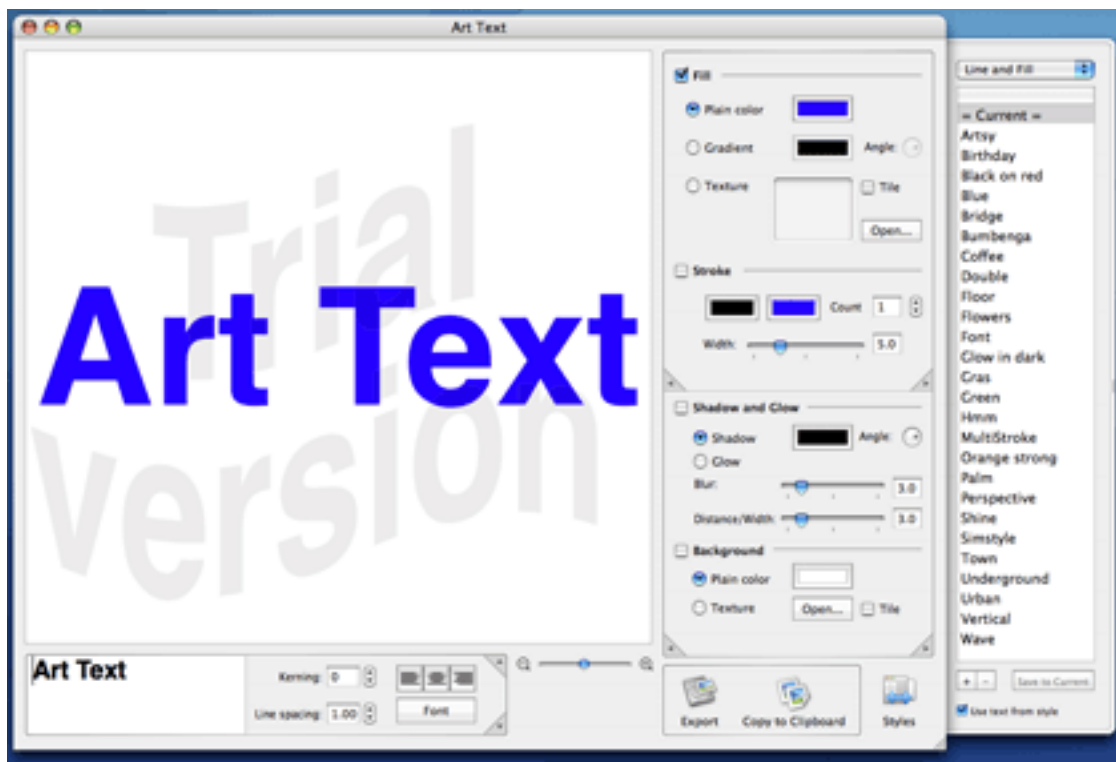 Art Text
Trial
Version
Art Text
Fill
Plain color
Gradient
Angle:
Texture
Tile
Open...
Stroke
Count
1
Width:
5.0
Shadow and Glow
Shadow
Angle:
Glow
Blur:
3.0
Distance/Width:
3.0
Background
Plain color
Texture
Open...
Tile
Art Text
Kerning:
0
Line spacing:
1.00
Font
Export
Copy to Clipboard
Styles
Line and Fill
= Current =
Artsy
Birthday
Black on red
Blue
Bridge
Bumbenga
Coffee
Double
Floor
Flowers
Font
Glow in dark
Gras
Green
Hmm
MultiStroke
Orange strong
Palm
Perspective
Shine
Simstyle
Town
Underground
Urban
Vertical
Wave
+
-
Save to Current
Use text from style